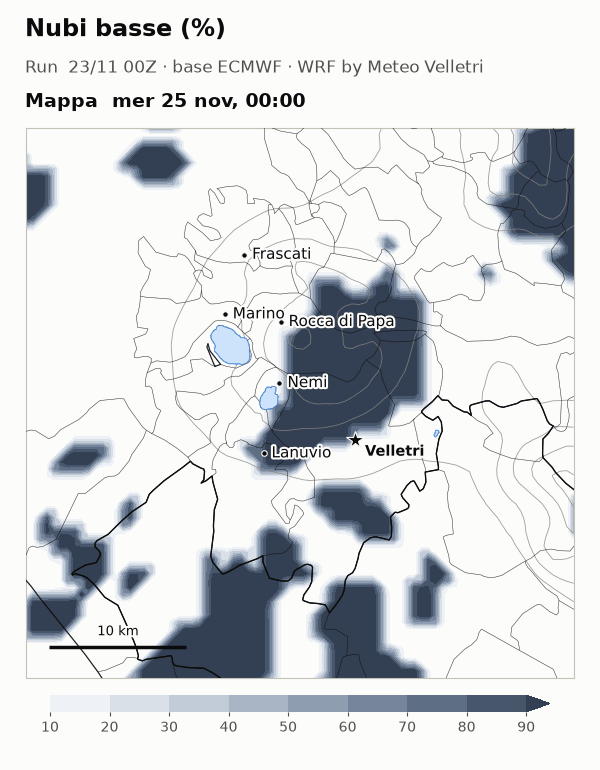 Nubi basse (%)
Run 23/11 00Z · base ECMWF · WRF by Meteo Velletri
Mappa mer 25 nov, 00:00
Frascati
Marino
Rocca di Papa
Nemi
Velletri
Lanuvio
10 km
10 20 30 40 50 60 70 80 90